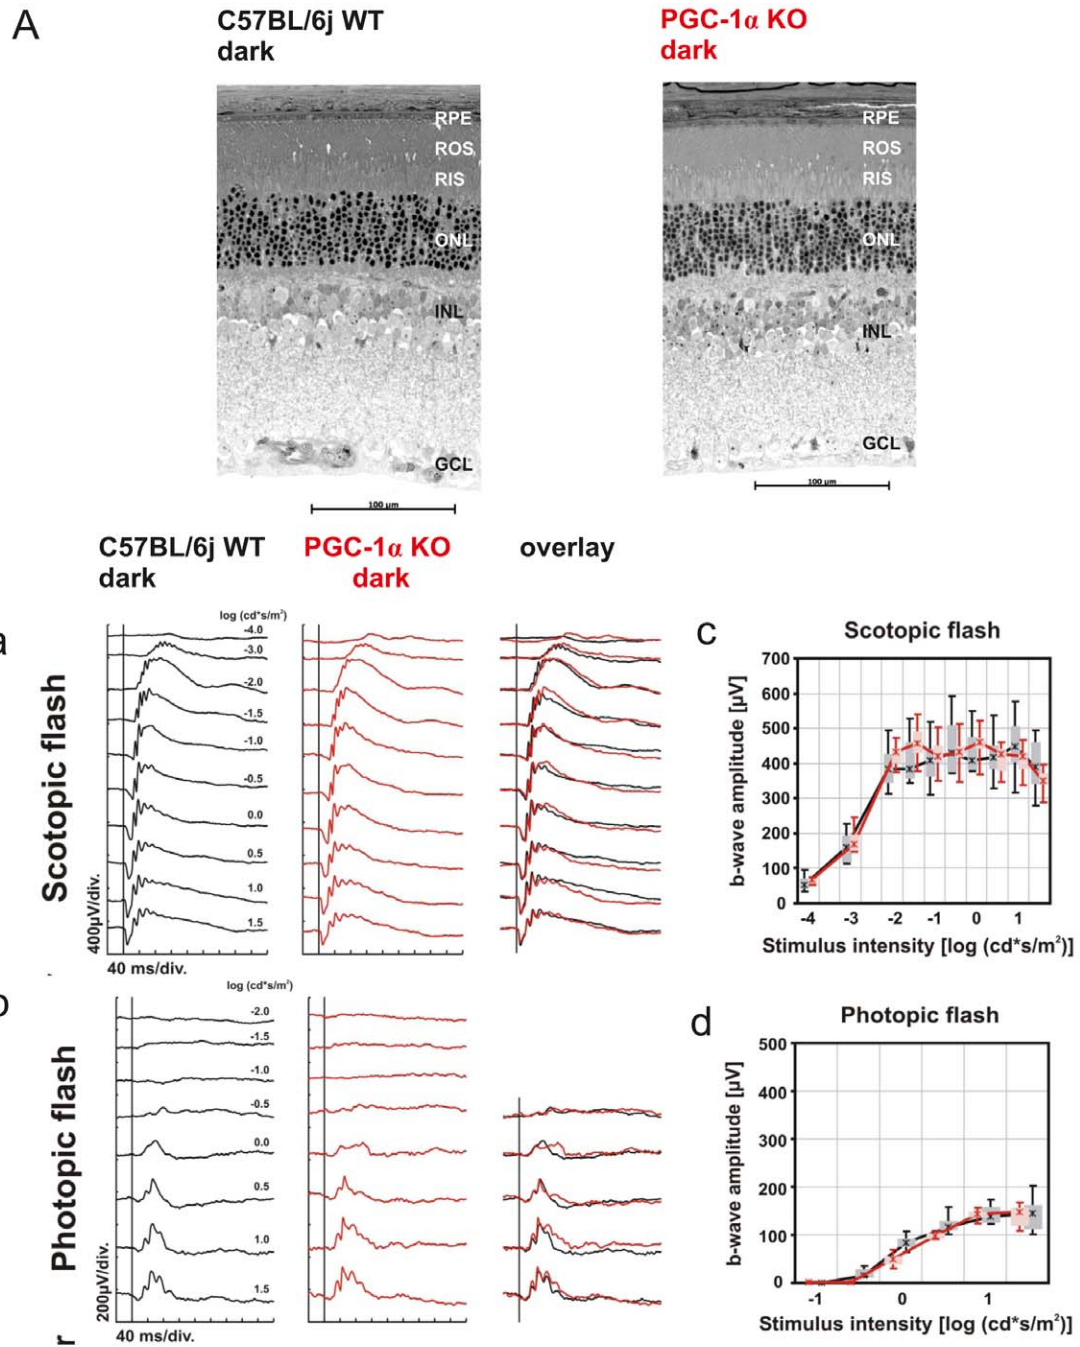 A
C57BL/6j WT
dark
PGC-1α KO
dark
RPE
ROS
RIS
ONL
INL
GCL
100 µm
RPE
ROS
RIS
ONL
INL
GCL
100 µm
C57BL/6j WT
dark
PGC-1α KO
dark
overlay
a
Scotopic flash
log (cd*s/m²)
-4.0
-3.0
-2.0
-1.5
-1.0
-0.5
0.0
0.5
1.0
1.5
400µV/div.
40 ms/div.
c
Scotopic flash
b-wave amplitude [µV]
700
600
500
400
300
200
100
0
-4 -3 -2 -1 0 1
Stimulus intensity [log (cd*s/m²)]
Photopic flash
log (cd*s/m²)
-2.0
-1.5
-1.0
-0.5
0.0
0.5
1.0
1.5
200µV/div.
40 ms/div.
d
Photopic flash
b-wave amplitude [µV]
500
400
300
200
100
0
-1 0 1
Stimulus intensity [log (cd*s/m²)]